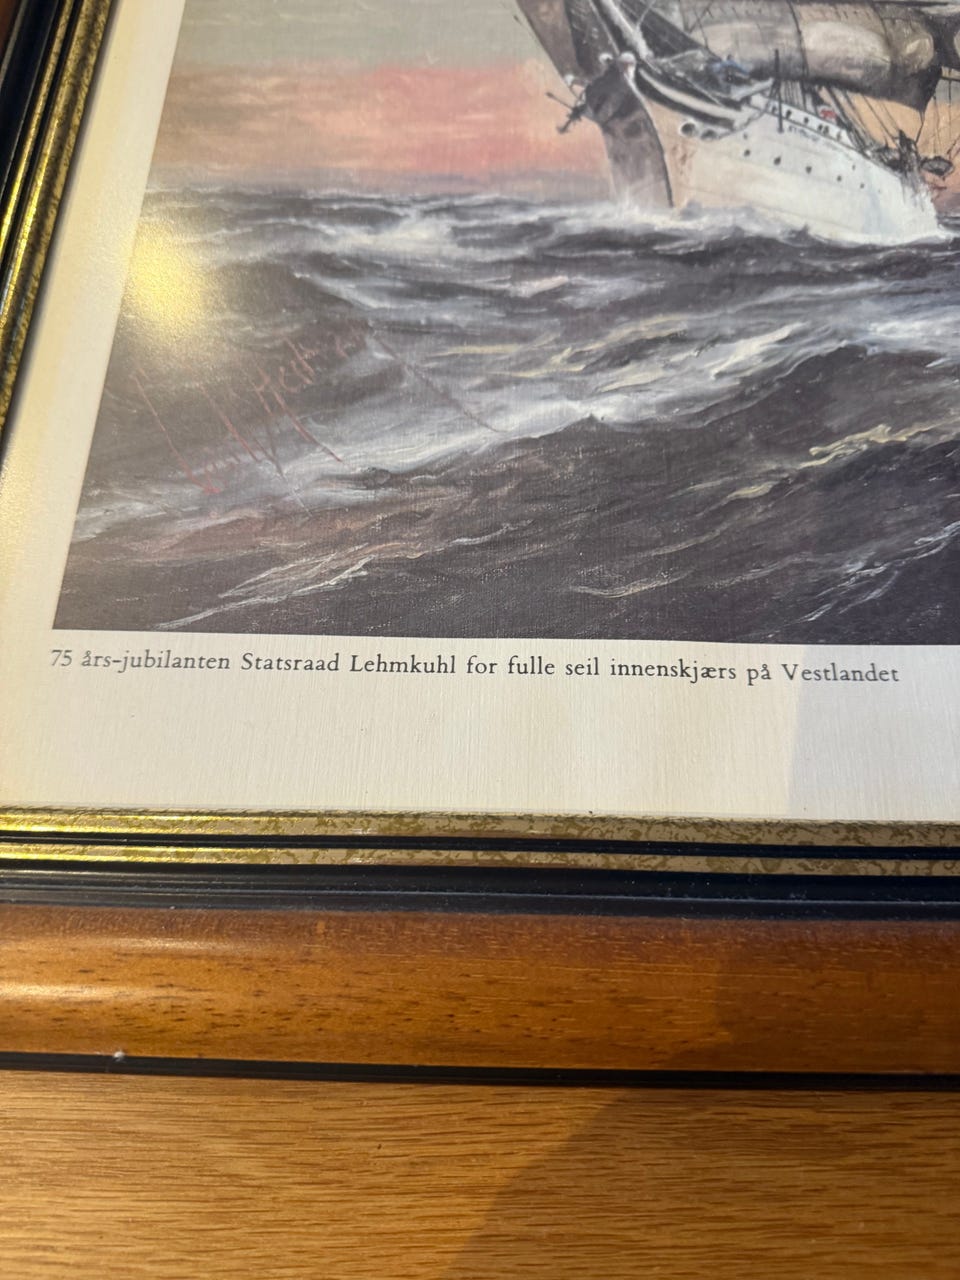 75 års-jubilanten Statsraad Lehmkuhl for fulle seil innenskjærs på Vestlandet